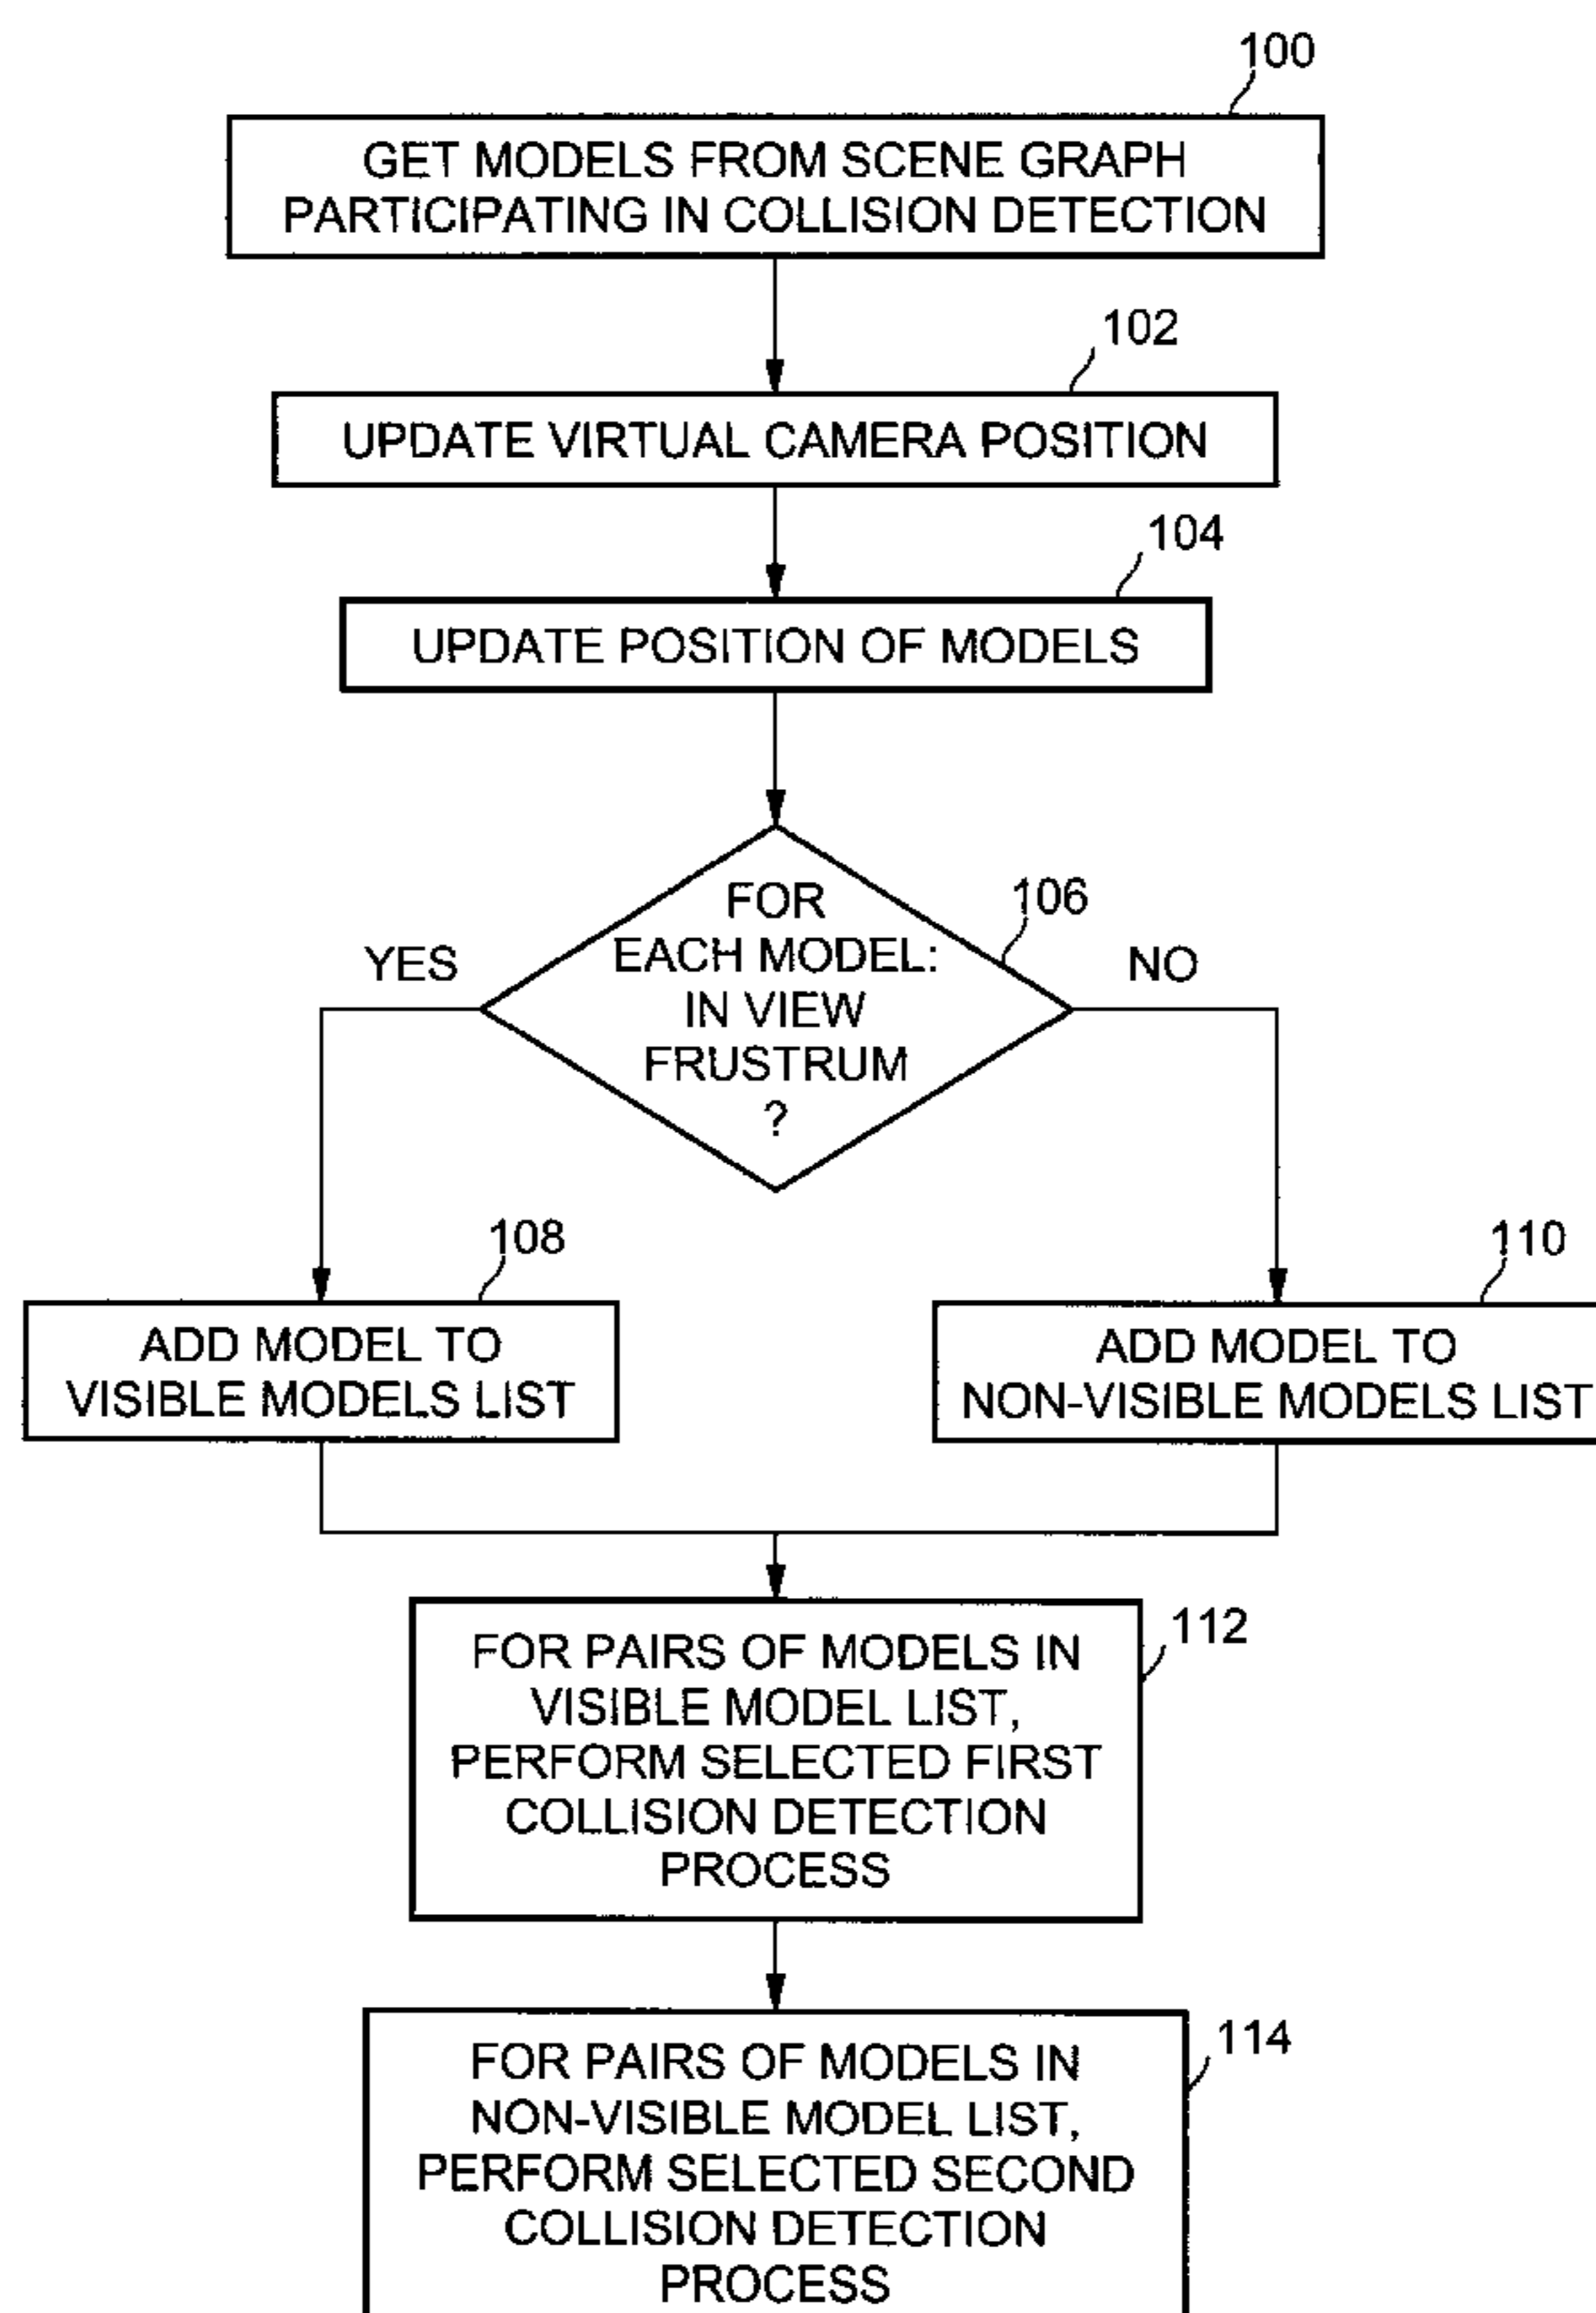 100
GET MODELS FROM SCENE GRAPH
PARTICIPATING IN COLLISION DETECTION
102
UPDATE VIRTUAL CAMERA POSITION
104
UPDATE POSITION OF MODELS
106
FOR
EACH MODEL:
IN VIEW
FRUSTRUM
?
YES
NO
108
ADD MODEL TO
VISIBLE MODELS LIST
110
ADD MODEL TO
NON-VISIBLE MODELS LIST
112
FOR PAIRS OF MODELS IN
VISIBLE MODEL LIST,
PERFORM SELECTED FIRST
COLLISION DETECTION
PROCESS
114
FOR PAIRS OF MODELS IN
NON-VISIBLE MODEL LIST,
PERFORM SELECTED SECOND
COLLISION DETECTION
PROCESS